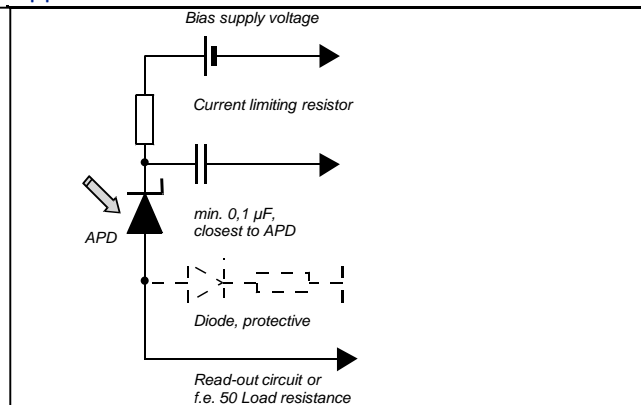 Bias supply voltage
Current limiting resistor
min. 0,1 µF,
closest to APD
APD
Diode, protective
Read-out circuit or
f.e. 50 Load resistance